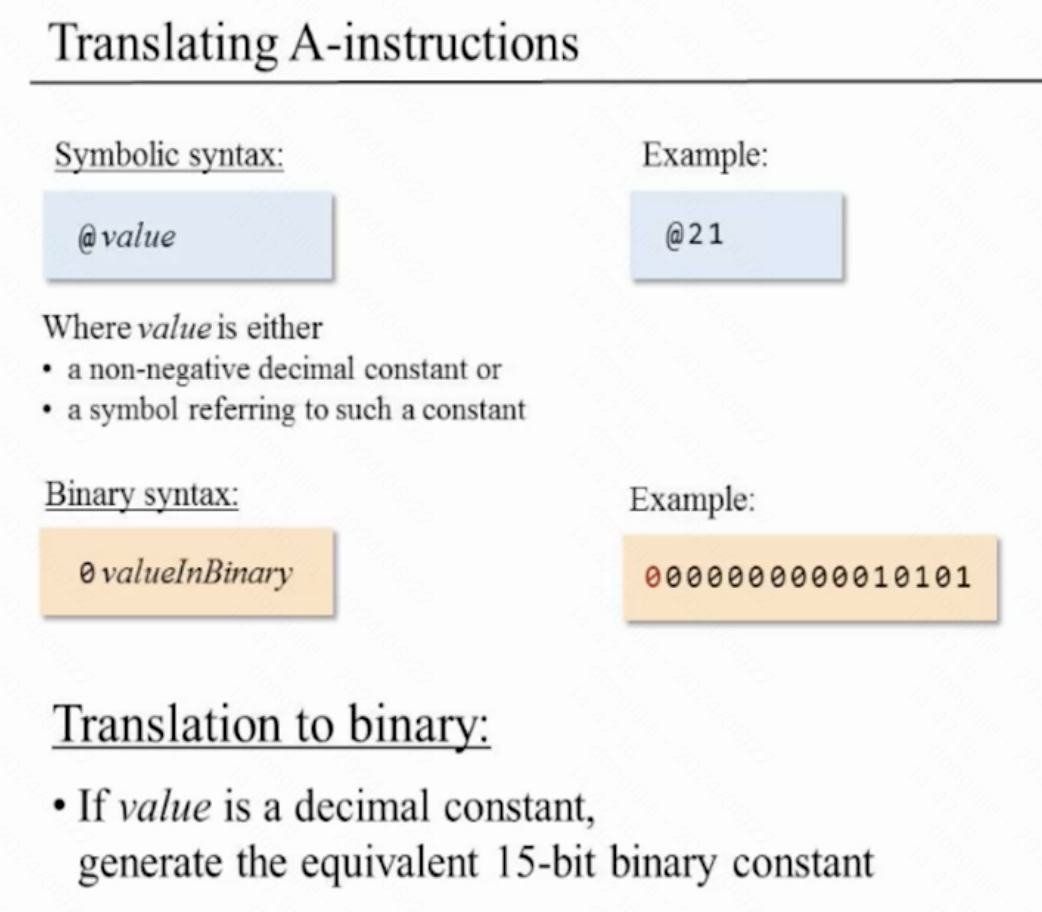 Translating A-instructions
Symbolic syntax:
Example:
@value
@21
Where value is either
• a non-negative decimal constant or
• a symbol referring to such a constant
Binary syntax:
Example:
0 valueInBinary
0000000000010101
Translation to binary:
• If value is a decimal constant,
generate the equivalent 15-bit binary constant